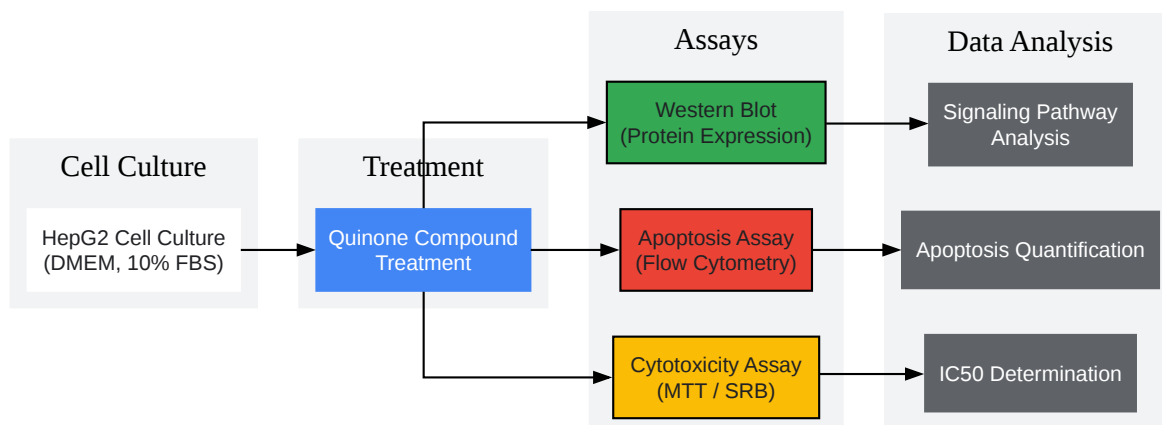 Cell Culture
HepG2 Cell Culture
(DMEM, 10% FBS)
Treatment
Quinone Compound
Treatment
Assays
Western Blot
(Protein Expression)
Apoptosis Assay
(Flow Cytometry)
Cytotoxicity Assay
(MTT / SRB)
Data Analysis
Signaling Pathway
Analysis
Apoptosis Quantification
IC50 Determination